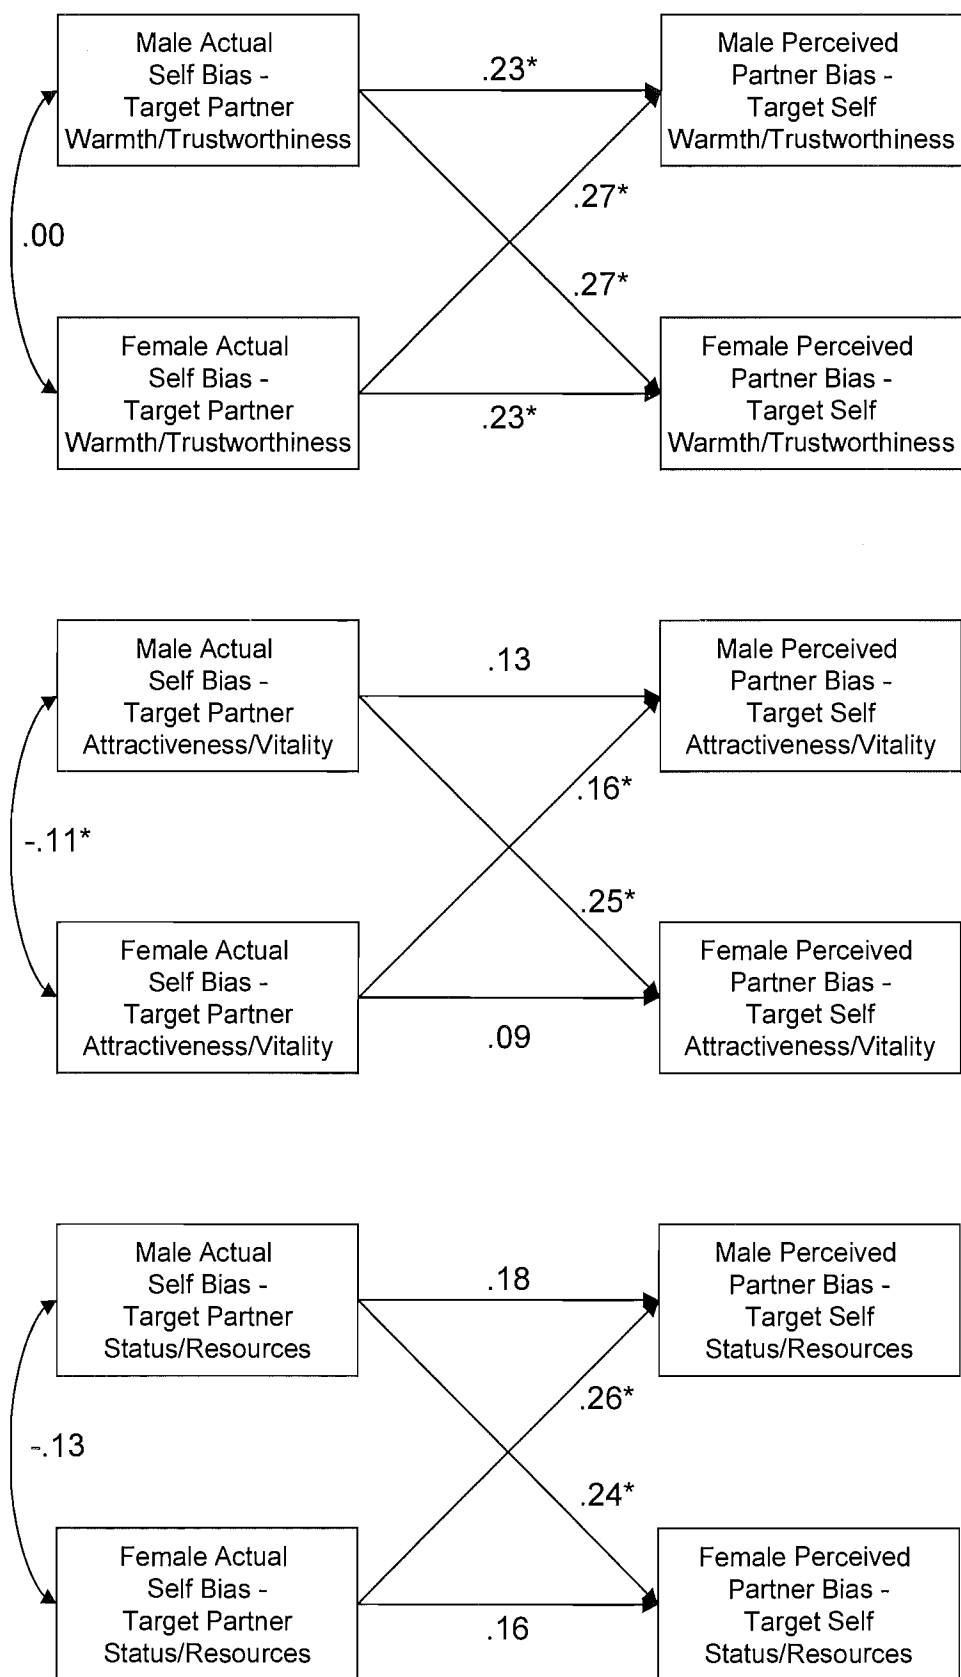 Male Actual
Self Bias -
Target Partner
Warmth/Trustworthiness
.23*
Male Perceived
Partner Bias -
Target Self
Warmth/Trustworthiness
.27*
.00
.27*
Female Actual
Self Bias -
Target Partner
Warmth/Trustworthiness
.23*
Female Perceived
Partner Bias -
Target Self
Warmth/Trustworthiness
Male Actual
Self Bias -
Target Partner
Attractiveness/Vitality
.13
Male Perceived
Partner Bias -
Target Self
Attractiveness/Vitality
.16*
-.11*
.25*
Female Actual
Self Bias -
Target Partner
Attractiveness/Vitality
.09
Female Perceived
Partner Bias -
Target Self
Attractiveness/Vitality
Male Actual
Self Bias -
Target Partner
Status/Resources
.18
Male Perceived
Partner Bias -
Target Self
Status/Resources
.26*
-.13
.24*
Female Actual
Self Bias -
Target Partner
Status/Resources
.16
Female Perceived
Partner Bias -
Target Self
Status/Resources